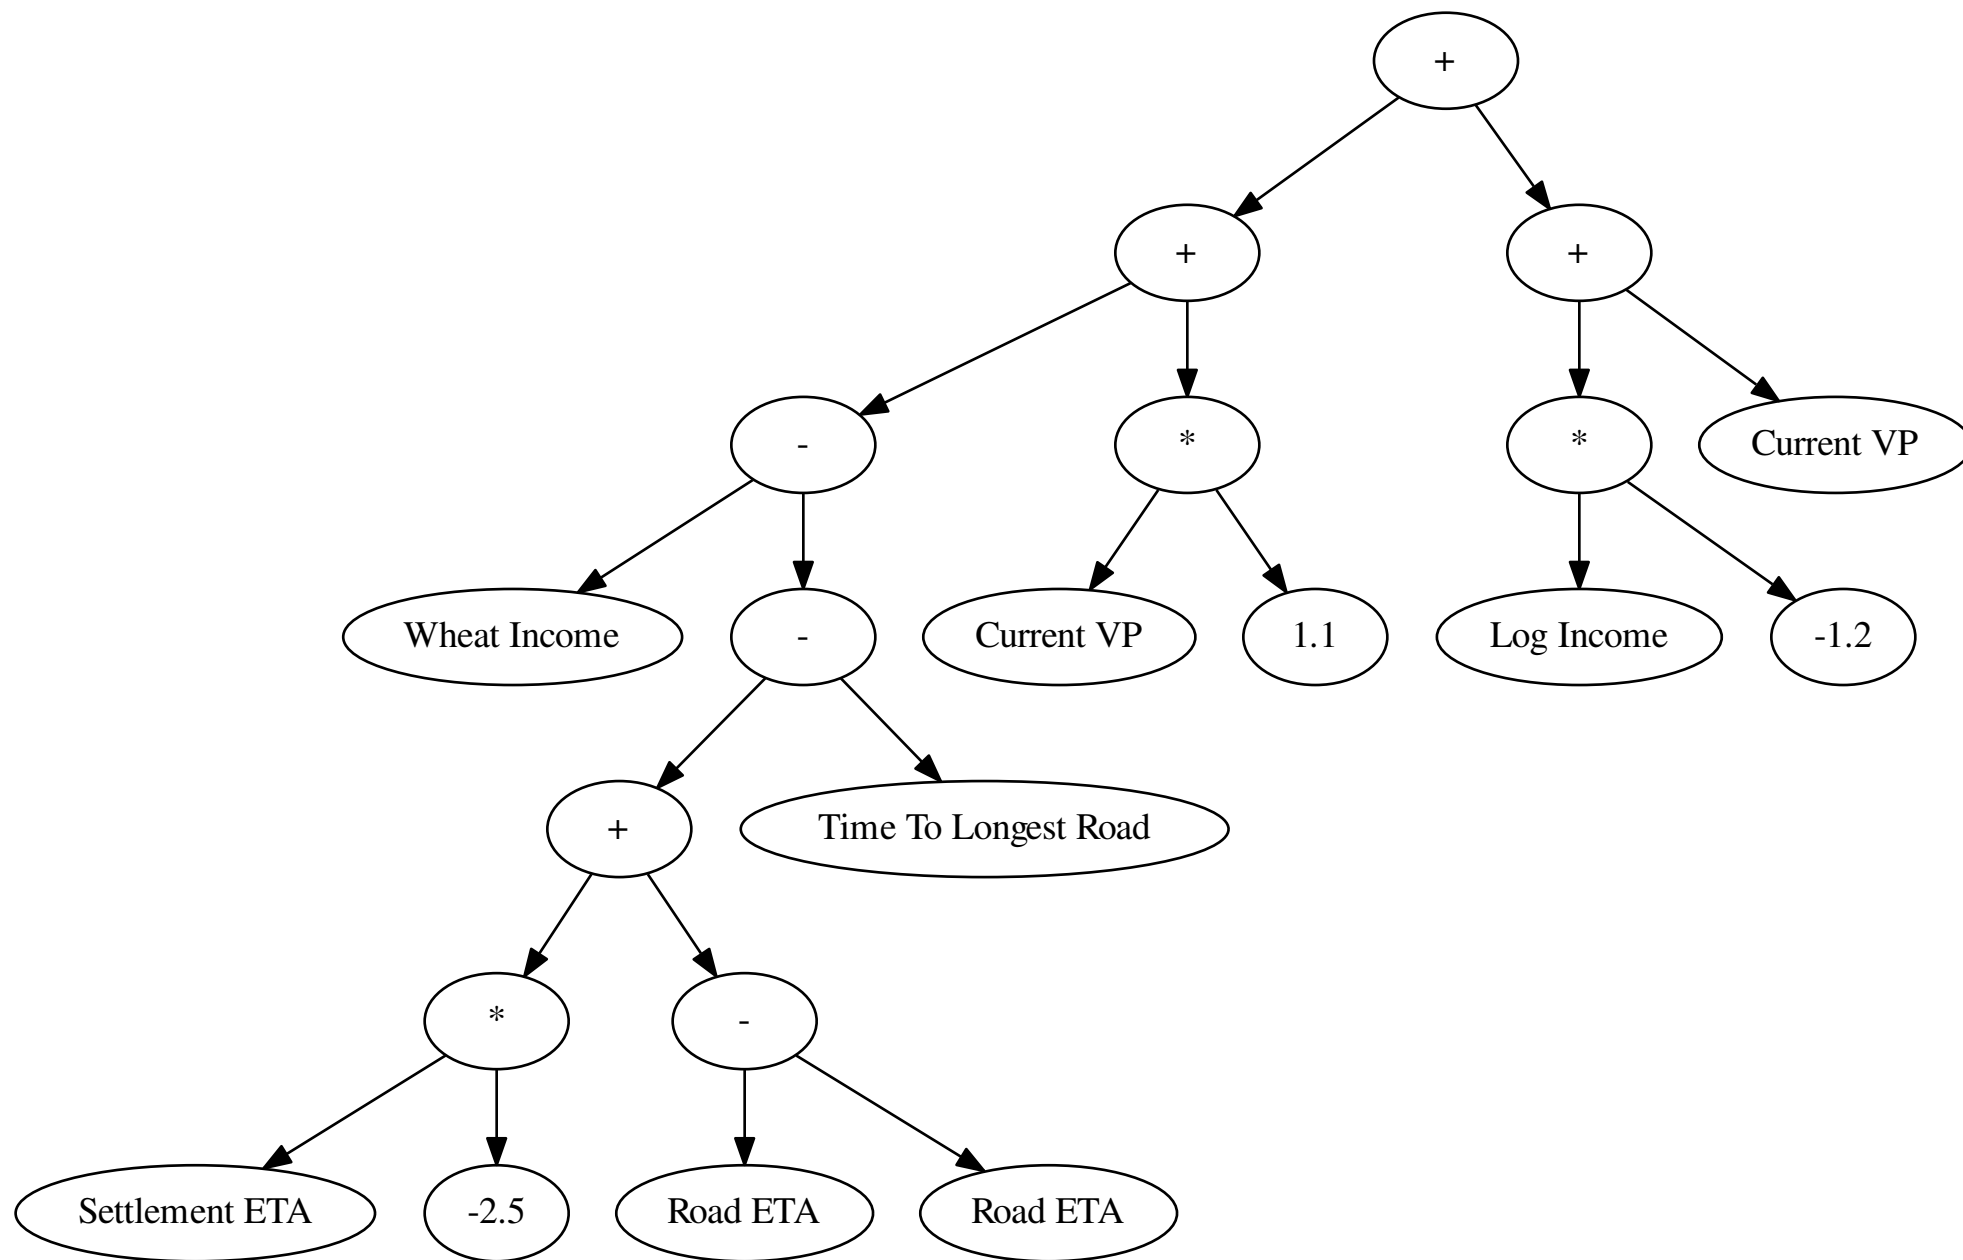 +
+
+
-
*
*
Current VP
Wheat Income
-
Current VP
1.1
Log Income
-1.2
+
Time To Longest Road
*
-
Settlement ETA
-2.5
Road ETA
Road ETA